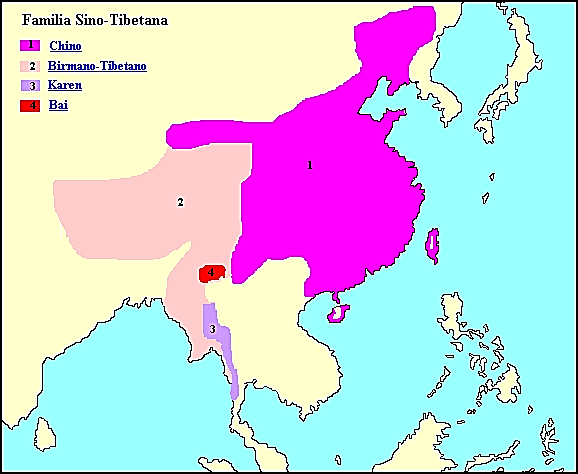 Familia Sino-Tibetana
1 Chino
2 Birmano-Tibetano
3 Karen
4 Bai
1
2
4
3